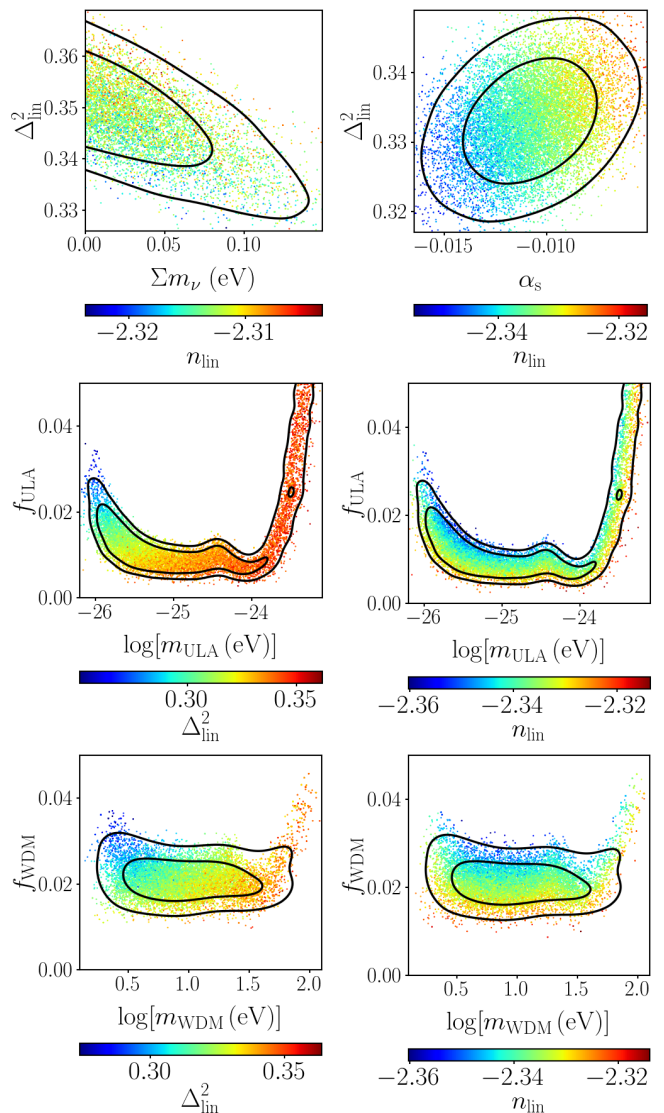 0.36
0.35
0.34
0.33
Δ²lin
0.00 0.05 0.10
Σmν (eV)
−2.32 −2.31
nlin
0.34
0.33
0.32
Δ²lin
−0.015 −0.010
αs
−2.34 −2.32
nlin
0.04
0.02
0.00
fULA
−26 −25 −24
log[mULA (eV)]
0.30 0.35
Δ²lin
0.04
0.02
0.00
fULA
−26 −25 −24
log[mULA (eV)]
−2.36 −2.34 −2.32
nlin
0.04
0.02
0.00
fWDM
0.5 1.0 1.5 2.0
log[mWDM (eV)]
0.30 0.35
Δ²lin
0.04
0.02
0.00
fWDM
0.5 1.0 1.5 2.0
log[mWDM (eV)]
−2.36 −2.34 −2.32
nlin